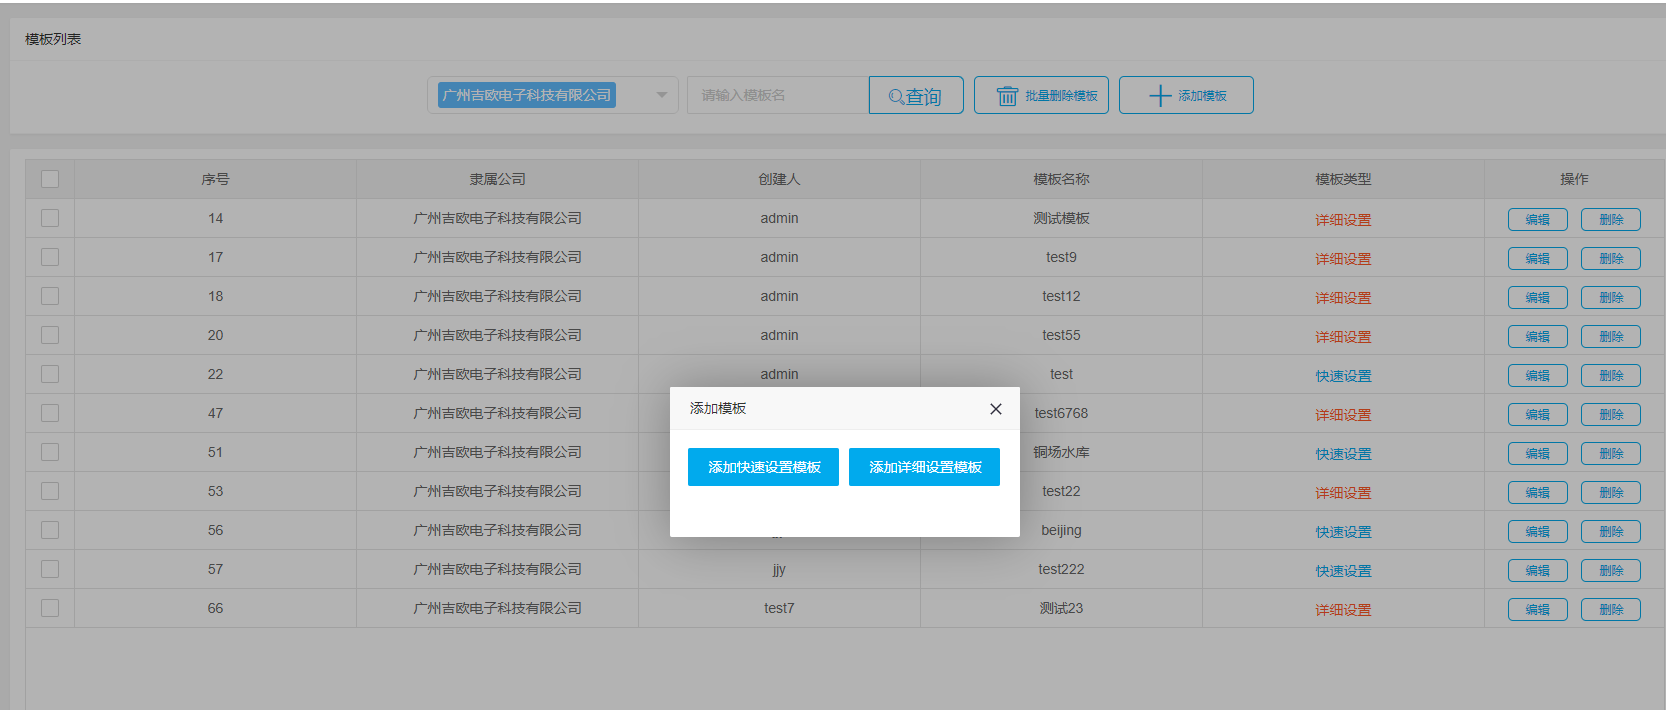 模板列表
广州吉欧电子科技有限公司 请输入模板名 查询 批量删除模板 添加模板
序号 隶属公司 创建人 模板名称 模板类型 操作
14 广州吉欧电子科技有限公司 admin 测试模板 详细设置 编辑 删除
17 广州吉欧电子科技有限公司 admin test9 详细设置 编辑 删除
18 广州吉欧电子科技有限公司 admin test12 详细设置 编辑 删除
20 广州吉欧电子科技有限公司 admin test55 详细设置 编辑 删除
22 广州吉欧电子科技有限公司 admin test 快速设置 编辑 删除
47 广州吉欧电子科技有限公司 test6768 详细设置 编辑 删除
51 广州吉欧电子科技有限公司 铜场水库 快速设置 编辑 删除
53 广州吉欧电子科技有限公司 test22 详细设置 编辑 删除
56 广州吉欧电子科技有限公司 beijing 快速设置 编辑 删除
57 广州吉欧电子科技有限公司 jjy test222 快速设置 编辑 删除
66 广州吉欧电子科技有限公司 test7 测试23 详细设置 编辑 删除
添加模板
添加快速设置模板 添加详细设置模板